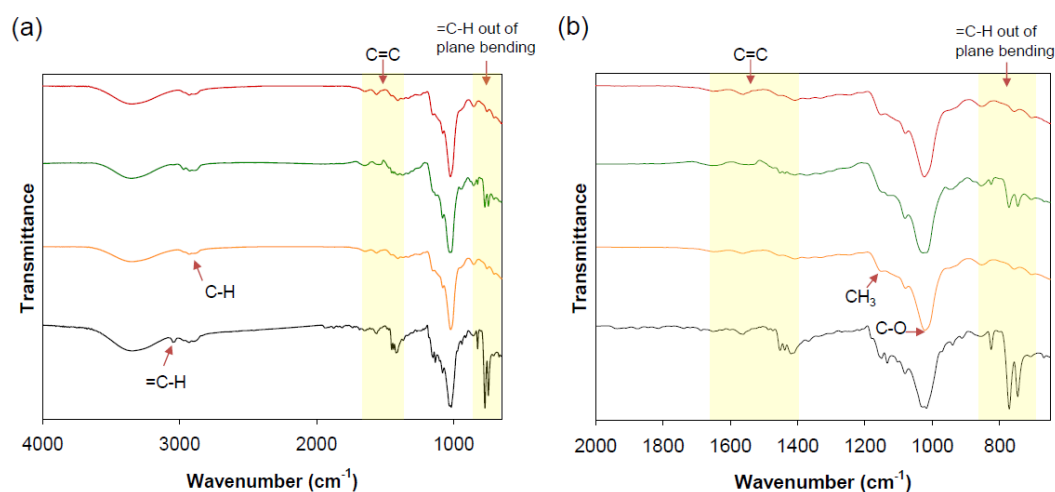 (a)
C=C
=C-H out of
plane bending
Transmittance
C-H
=C-H
4000 3000 2000 1000
Wavenumber (cm⁻¹)
(b)
C=C
=C-H out of
plane bending
Transmittance
CH₃
C-O
2000 1800 1600 1400 1200 1000 800
Wavenumber (cm⁻¹)